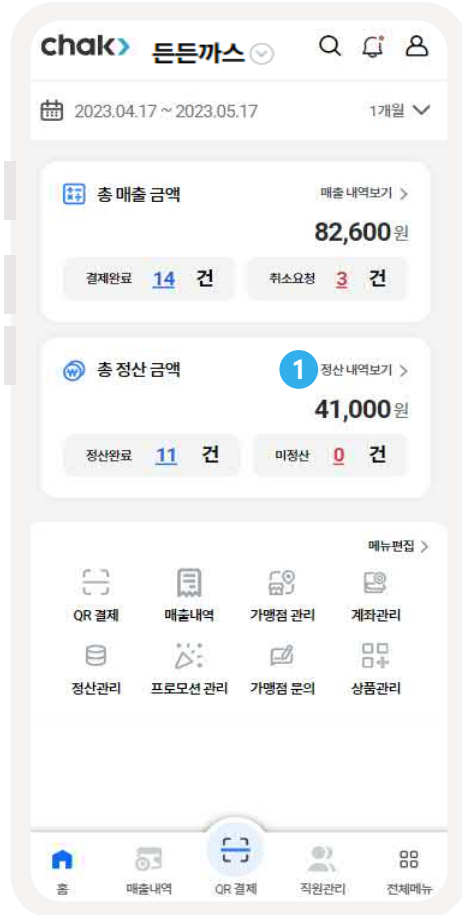 chak
든든까스
2023.04.17 ~ 2023.05.17 1개월
총 매출 금액 매출 내역보기 >
82,600 원
결제완료 14 건 취소요청 3 건
총 정산 금액 1 정산 내역보기 >
41,000 원
정산완료 11 건 미정산 0 건
메뉴 편집 >
QR 결제 매출내역 가맹점 관리 계좌관리
정산관리 프로모션 관리 가맹점 문의 상품관리
홈 매출내역 QR 결제 직원관리 전체메뉴